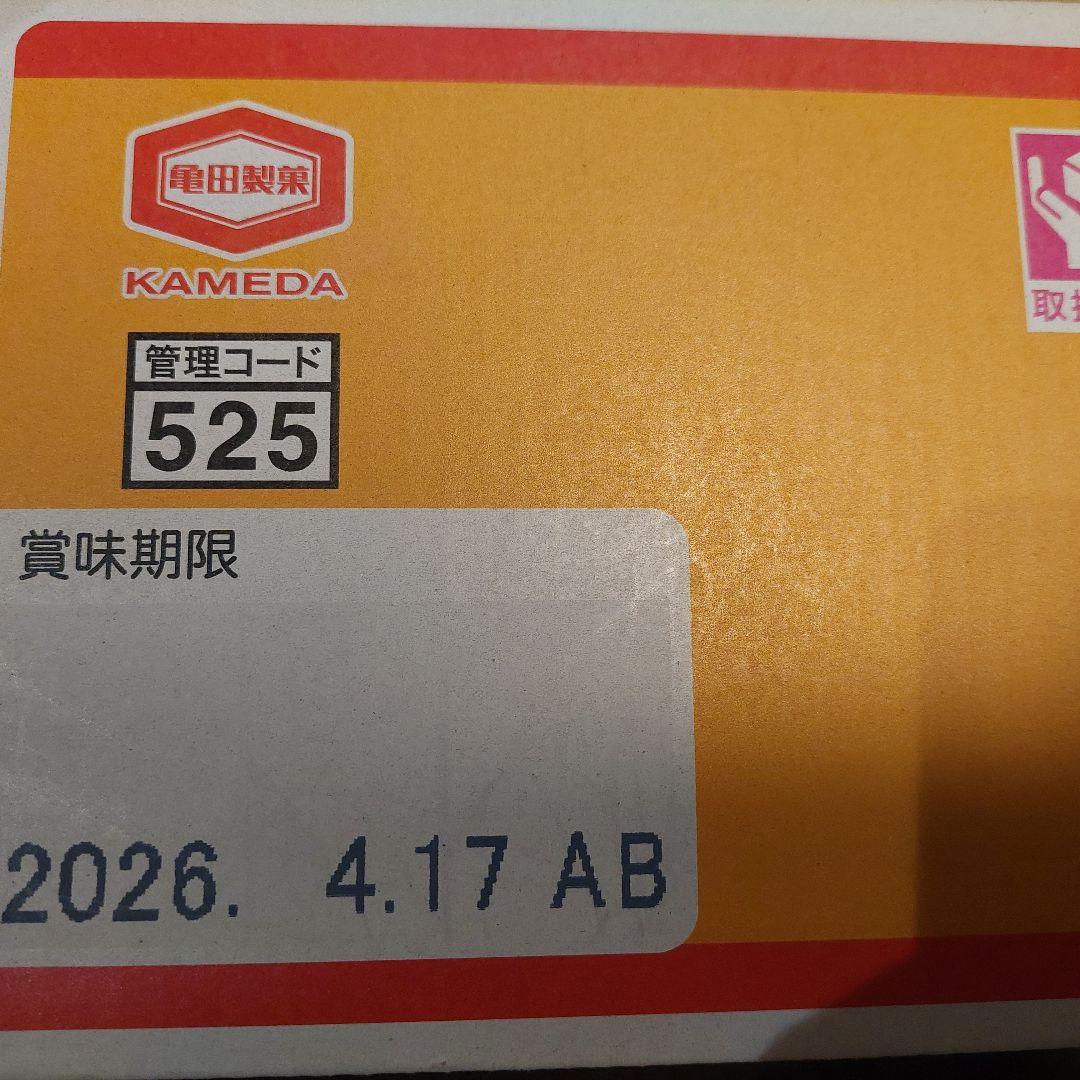 亀田製菓
KAMEDA
管理コード
525
取
賞味期限
2026. 4.17 AB